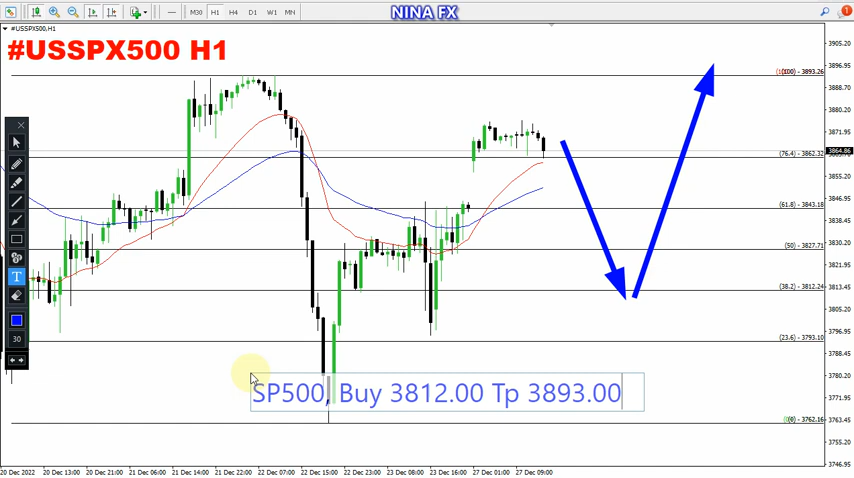 M30 H1 H4 D1 W1 MN
NINA FX
1
#USSPX500,H1
#USSPX500 H1
3905.20
3896.95
(100) - 3893.26
3888.70
3880.20
3871.95
3864.86
(76.4) - 3862.32
3855.20
3846.95
(61.8) - 3843.18
3838.45
3830.20
(50) - 3827.71
3821.95
3813.45
(38.2) - 3812.24
3805.20
3796.95
(23.6) - 3793.10
3788.45
3780.20
3771.95
3763.45
(0) - 3762.16
3755.20
3746.95
T
30
SP500, Buy 3812.00 Tp 3893.00
20 Dec 2022 20 Dec 13:00 20 Dec 21:00 21 Dec 06:00 21 Dec 14:00 21 Dec 22:00 22 Dec 07:00 22 Dec 15:00 22 Dec 23:00 23 Dec 08:00 23 Dec 16:00 27 Dec 01:00 27 Dec 09:00